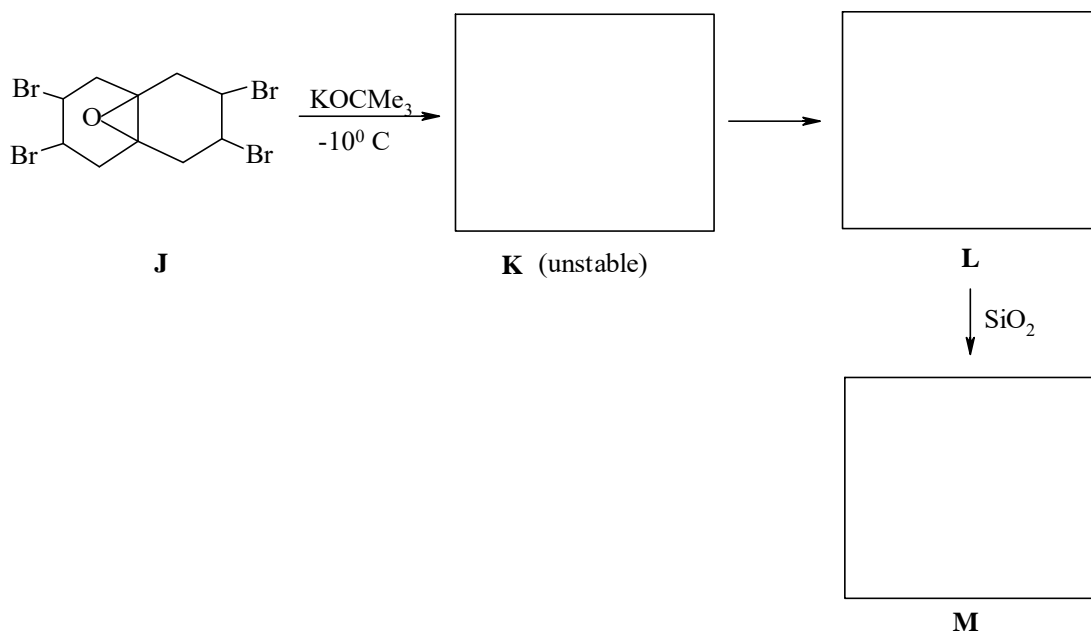 Br
Br
O
Br
Br
KOCMe₃
-10⁰ C
J
K (unstable)
L
SiO₂
M